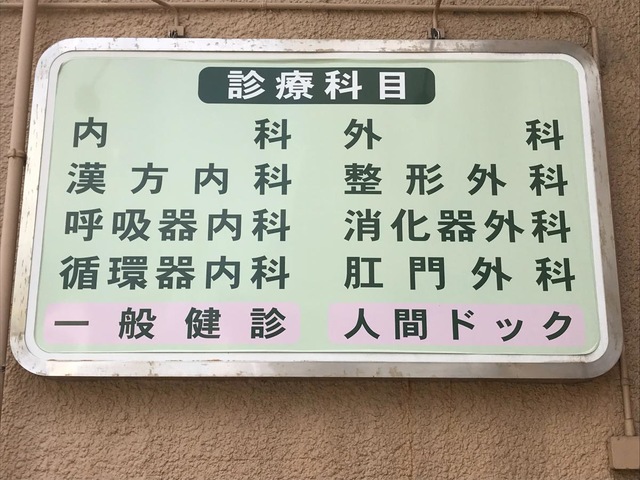 診療科目
内科 外科
漢方内科 整形外科
呼吸器内科 消化器外科
循環器内科 肛門外科
一般健診 人間ドック